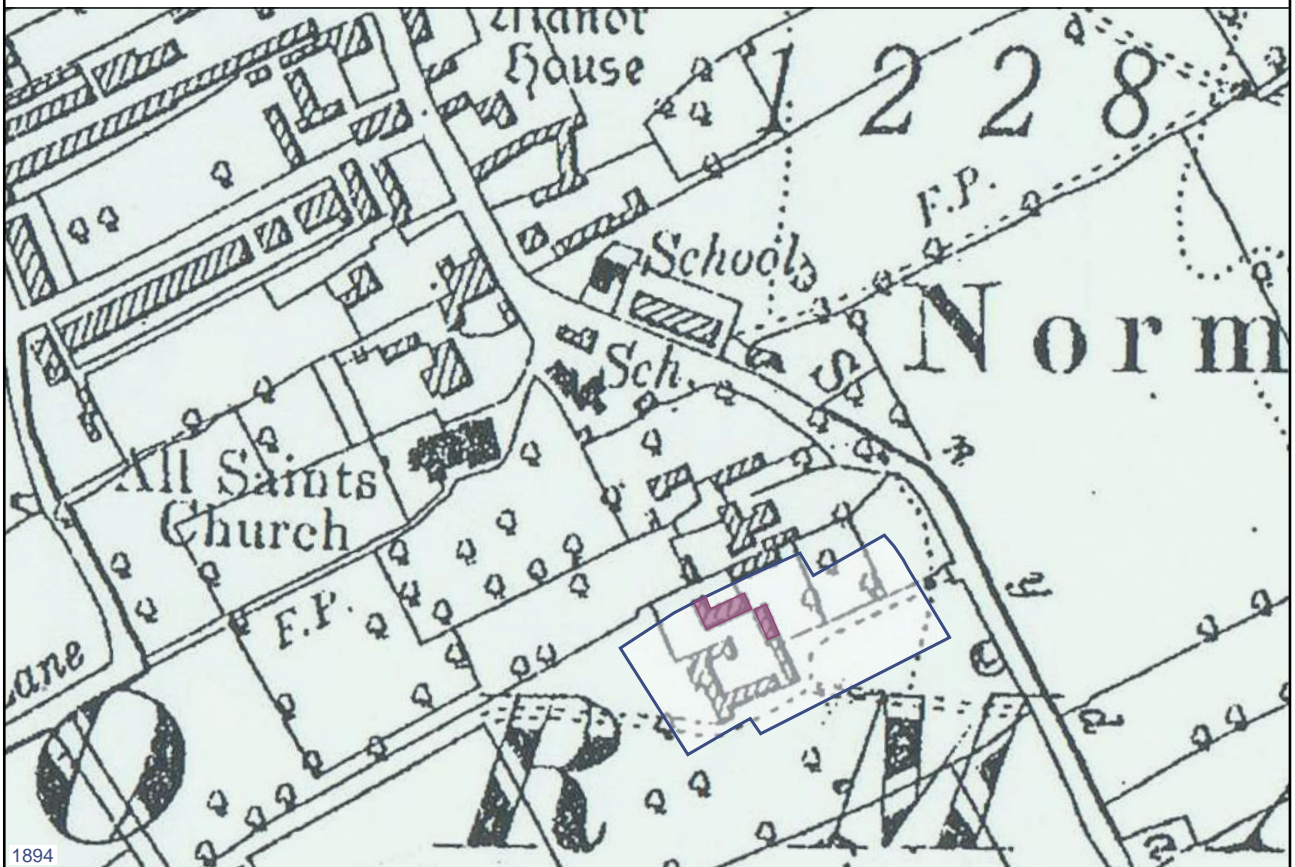 Manor
House
1228
F.P.
School
Norm
Sch.
S
All Saints
Church
F.P.
Lane
O R M
1894